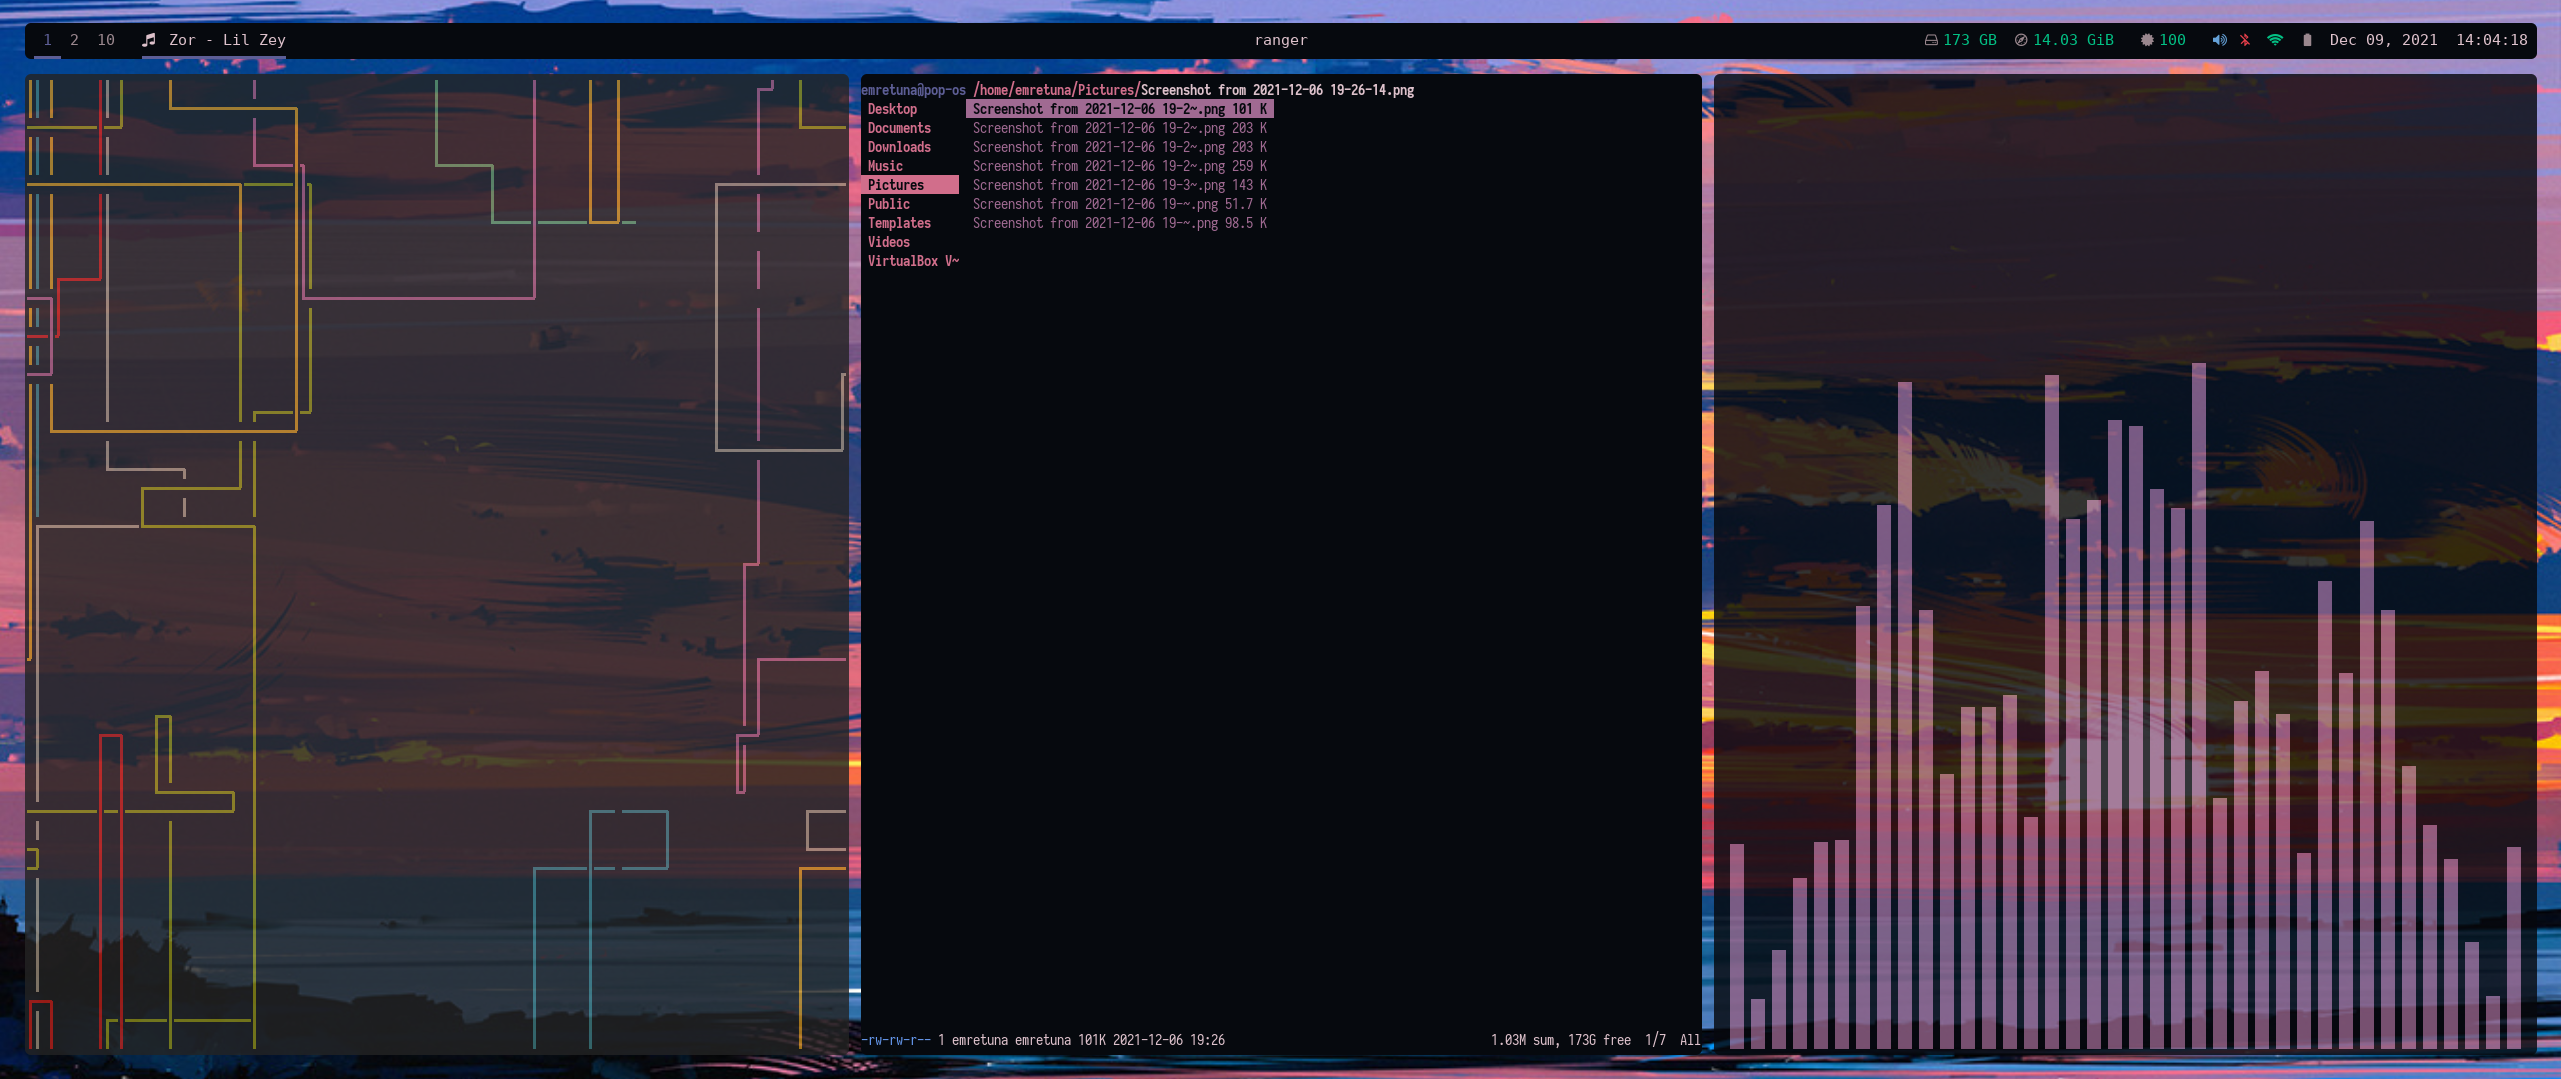 1 2 10 Zor - Lil Zey ranger 173 GB 14.03 GiB 100 Dec 09, 2021 14:04:18
emretuna@pop-os /home/emretuna/Pictures/Screenshot from 2021-12-06 19-26-14.png
Desktop Screenshot from 2021-12-06 19-2~.png 101 K
Documents Screenshot from 2021-12-06 19-2~.png 203 K
Downloads Screenshot from 2021-12-06 19-2~.png 203 K
Music Screenshot from 2021-12-06 19-2~.png 259 K
Pictures Screenshot from 2021-12-06 19-3~.png 143 K
Public Screenshot from 2021-12-06 19-~.png 51.7 K
Templates Screenshot from 2021-12-06 19-~.png 98.5 K
Videos
VirtualBox V~
-rw-rw-r-- 1 emretuna emretuna 101K 2021-12-06 19:26 1.03M sum, 173G free 1/7 All